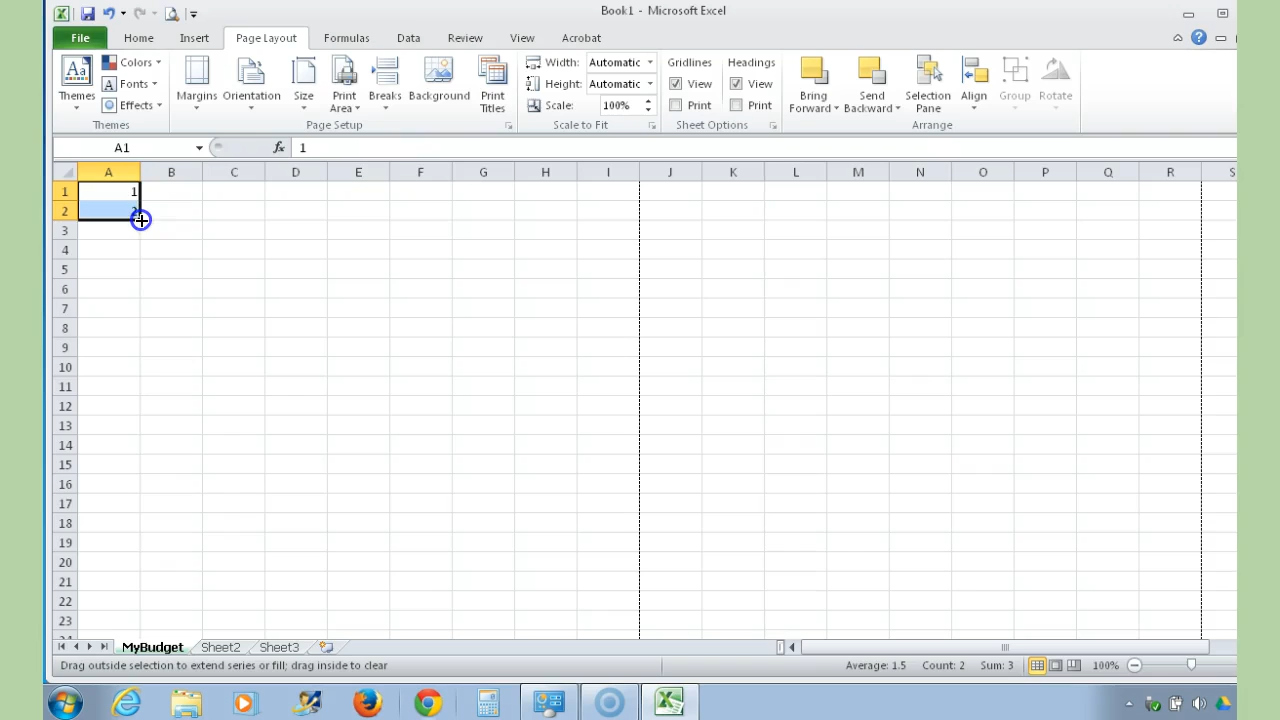 Book1 - Microsoft Excel
File Home Insert Page Layout Formulas Data Review View Acrobat
Themes Colors Fonts Effects Margins Orientation Size Print Area Breaks Background Print Titles Width: Automatic Height: Automatic Scale: 100% Gridlines View Print Headings View Print Bring Forward Send Backward Selection Pane Align Group Rotate
Themes Page Setup Scale to Fit Sheet Options Arrange
A1 fx 1
A B C D E F G H I J K L M N O P Q R S
1 1
2 2
3
4
5
6
7
8
9
10
11
12
13
14
15
16
17
18
19
20
21
22
23
MyBudget Sheet2 Sheet3
Drag outside selection to extend series or fill; drag inside to clear Average: 1.5 Count: 2 Sum: 3 100%